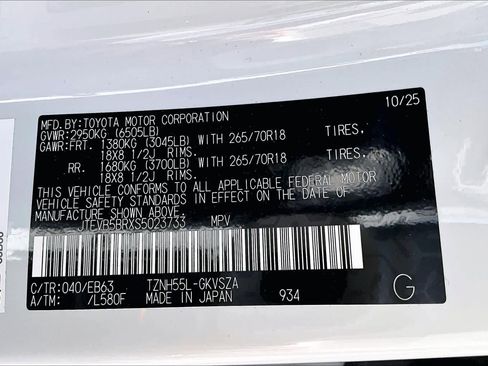 MFD.BY:TOYOTA MOTOR CORPORATION 10/25
GVWR:2950KG (6505LB)
GAWR:FRT. 1380KG (3045LB) WITH 265/70R18 TIRES.
18X8 1/2J RIMS.
RR. 1680KG (3700LB) WITH 265/70R18 TIRES.
18X8 1/2J RIMS.
THIS VEHICLE CONFORMS TO ALL APPLICABLE FEDERAL MOTOR
VEHICLE SAFETY STANDARDS IN EFFECT ON THE DATE OF
MANUFACTURE SHOWN ABOVE.
JTEVB5BRXS5023733 MPV
C/TR:040/EB63 TZNH55L-GKVSZA
A/TM: /L580F MADE IN JAPAN 934 G